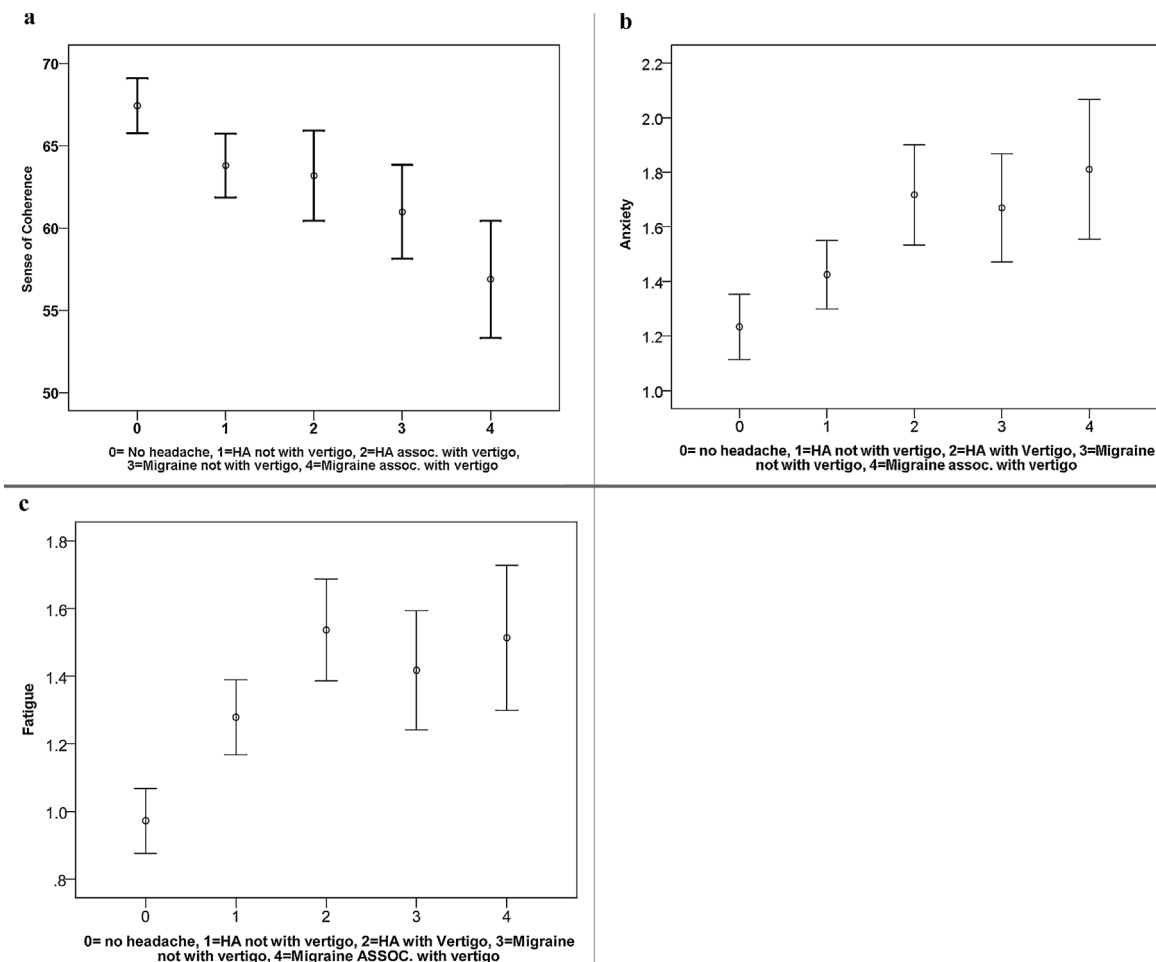 a
70
65
60
55
50
Sense of Coherence
0
1
2
3
4
0= No headache, 1=HA not with vertigo, 2=HA assoc. with vertigo,
3=Migraine not with vertigo, 4=Migraine assoc. with vertigo
b
2.2
2.0
1.8
1.6
1.4
1.2
1.0
Anxiety
0
1
2
3
4
0= no headache, 1=HA not with vertigo, 2=HA with Vertigo, 3=Migraine
not with vertigo, 4=Migraine assoc. with vertigo
c
1.8
1.6
1.4
1.2
1.0
.8
Fatigue
0
1
2
3
4
0= no headache, 1=HA not with vertigo, 2=HA with Vertigo, 3=Migraine
not with vertigo, 4=Migraine ASSOC. with vertigo